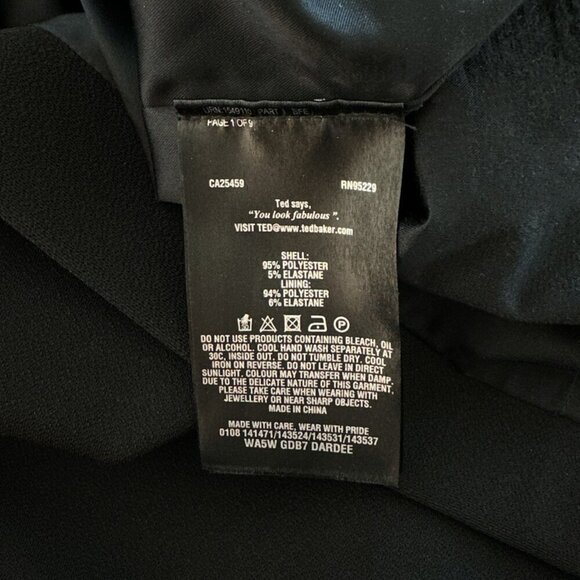 URN:1549110 PART 1 BFE
PAGE 1 OF 9
CA25459 RN95229
Ted says,
"You look fabulous".
VISIT TED@www.tedbaker.com
SHELL:
95% POLYESTER
5% ELASTANE
LINING:
94% POLYESTER
6% ELASTANE
DO NOT USE PRODUCTS CONTAINING BLEACH, OIL
OR ALCOHOL. COOL HAND WASH SEPARATELY AT
30C, INSIDE OUT. DO NOT TUMBLE DRY. COOL
IRON ON REVERSE. DO NOT LEAVE IN DIRECT
SUNLIGHT. COLOUR MAY TRANSFER WHEN DAMP.
DUE TO THE DELICATE NATURE OF THIS GARMENT,
PLEASE TAKE CARE WHEN WEARING WITH
JEWELLERY OR NEAR SHARP OBJECTS.
MADE IN CHINA
MADE WITH CARE, WEAR WITH PRIDE
0108 141471/143524/143531/143537
WA5W GDB7 DARDEE